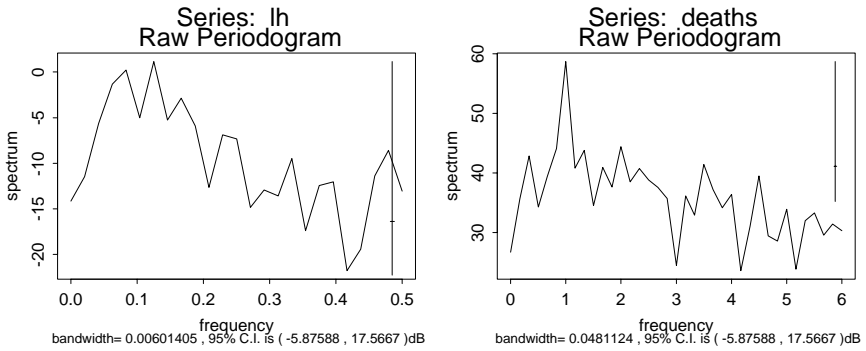 Series: lh
Raw Periodogram
spectrum
0
-5
-10
-15
-20
0.0 0.1 0.2 0.3 0.4 0.5
frequency
bandwidth= 0.00601405 , 95% C.I. is ( -5.87588 , 17.5667 )dB
Series: deaths
Raw Periodogram
spectrum
60
50
40
30
0 1 2 3 4 5 6
frequency
bandwidth= 0.0481124 , 95% C.I. is ( -5.87588 , 17.5667 )dB